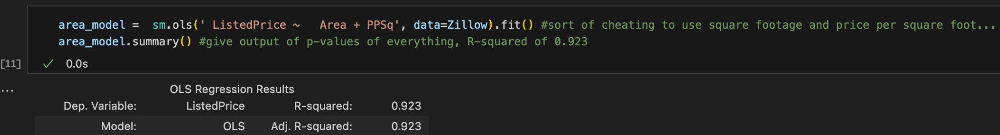 area_model = sm.ols(' ListedPrice ~ Area + PPSq', data=Zillow).fit() #sort of cheating to use square footage and price per square foot...
area_model.summary() #give output of p-values of everything, R-squared of 0.923
[11] ✓ 0.0s
...
OLS Regression Results
Dep. Variable: ListedPrice R-squared: 0.923
Model: OLS Adj. R-squared: 0.923